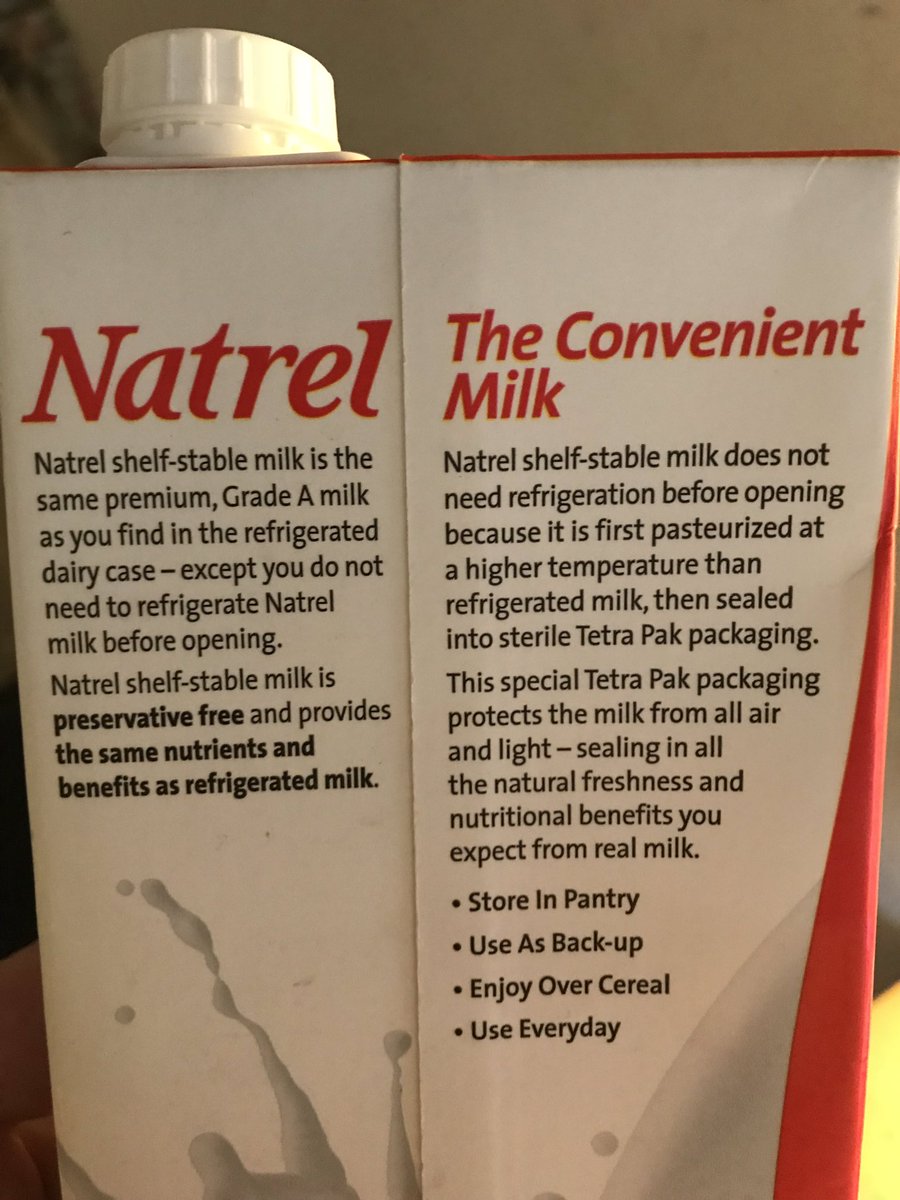 Natrel
Natrel shelf-stable milk is the
same premium, Grade A milk
as you find in the refrigerated
dairy case – except you do not
need to refrigerate Natrel
milk before opening.
Natrel shelf-stable milk is
preservative free and provides
the same nutrients and
benefits as refrigerated milk.
The Convenient
Milk
Natrel shelf-stable milk does not
need refrigeration before opening
because it is first pasteurized at
a higher temperature than
refrigerated milk, then sealed
into sterile Tetra Pak packaging.
This special Tetra Pak packaging
protects the milk from all air
and light – sealing in all
the natural freshness and
nutritional benefits you
expect from real milk.
• Store In Pantry
• Use As Back-up
• Enjoy Over Cereal
• Use Everyday